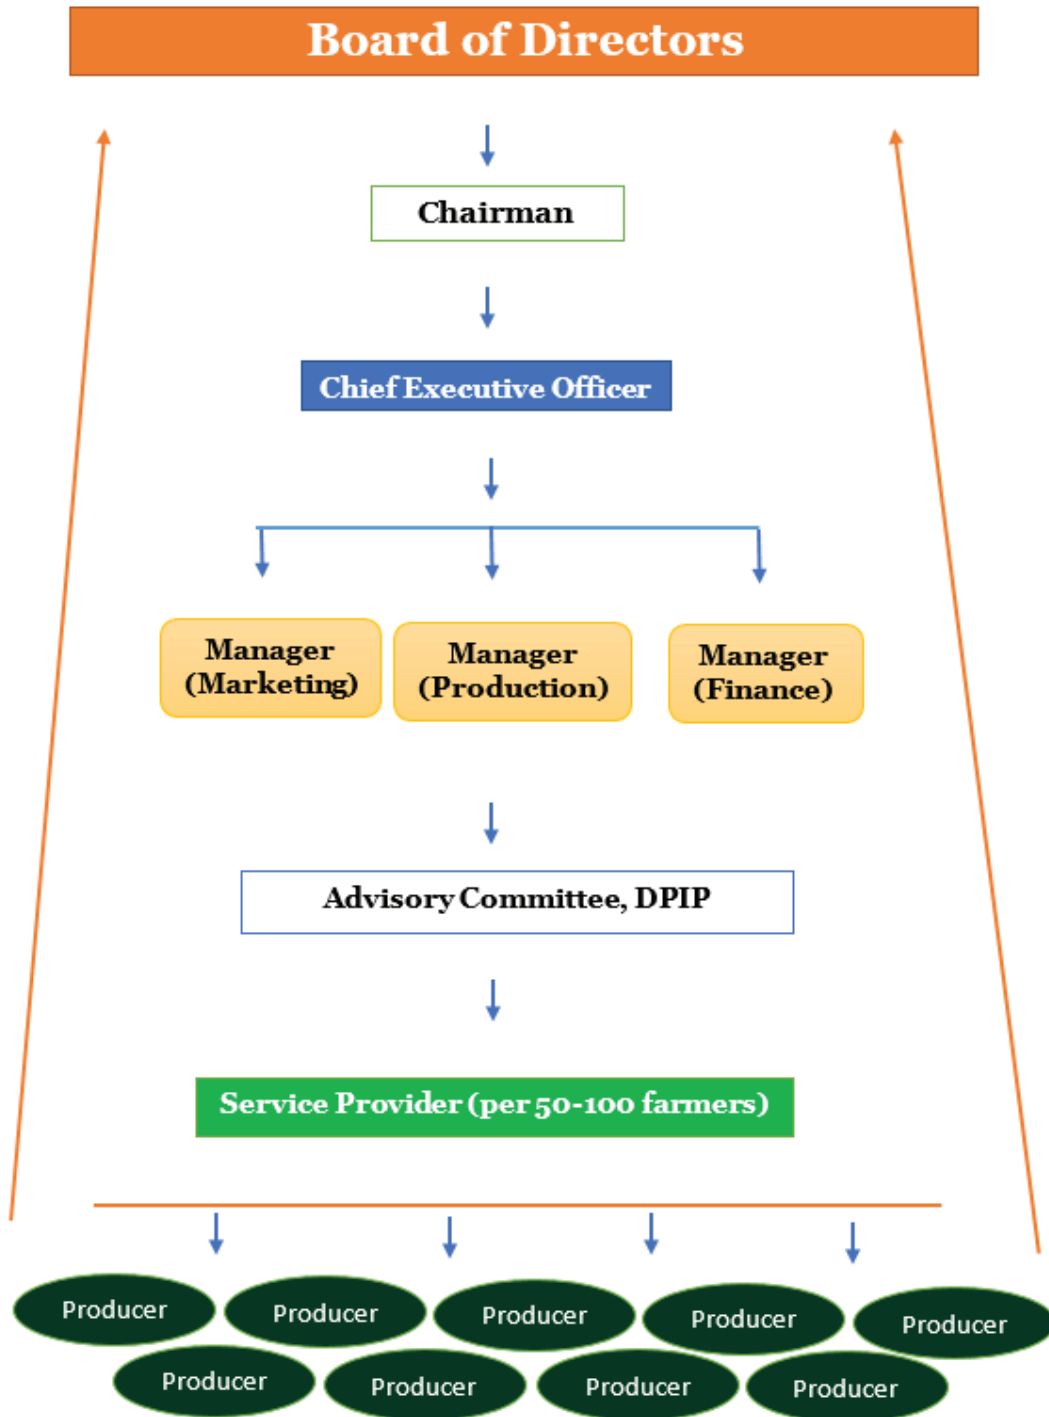 Board of Directors
Chairman
Chief Executive Officer
Manager
(Marketing)
Manager
(Production)
Manager
(Finance)
Advisory Committee, DPIP
Service Provider (per 50-100 farmers)
Producer
Producer
Producer
Producer
Producer
Producer
Producer
Producer
Producer